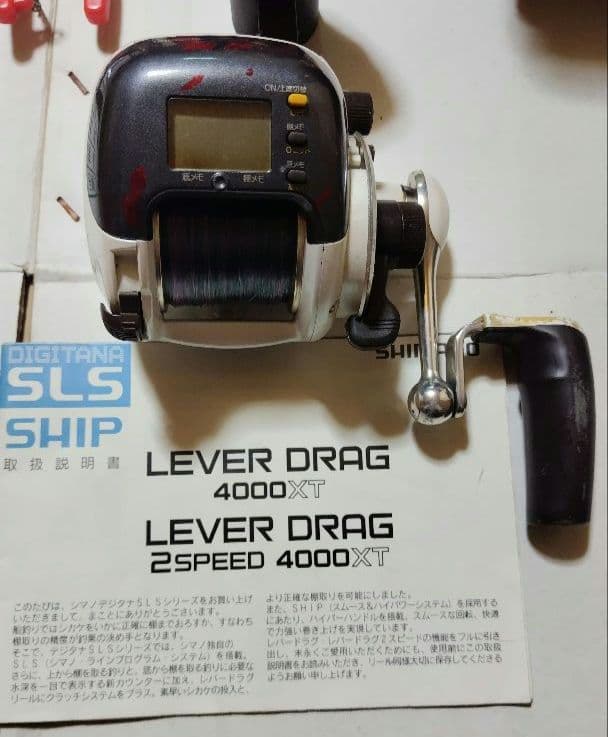 ON/上底切替
棚メモ
0セット
底メモ
底メモ 棚メモ
SHIMANO
DIGITANA
SLS
SHIP
取扱説明書
LEVER DRAG
4000XT
LEVER DRAG
2SPEED 4000XT
このたびは、シマノデジタナSLSシリーズをお買い上げ
いただきまして、まことにありがとうございます。
船釣りではシカケをいかに正確に棚までおろすか、すなわち
棚取りの精度が釣果の決め手となります。
そこで、デジタナSLSシリーズでは、シマノ独自の
SLS(シマノ・ラインプログラム・システム)を搭載。
さらに、上から棚を取る釣りと、底から棚を取る釣りに必要な
水深を一目で表示する新カウンターに加え、レバードラグ
リールにクラッチシステムをプラス。素早いシカケの投入と、
より正確な棚取りを可能にしました。
また、SHIP(スムース&ハイパワーシステム)を採用する
にあたり、ハイパーハンドルを搭載、スムースな回転、快適
で力強い巻き上げを実現しています。
レバードラグ・レバードラグ2スピードの機能をフルに引き
出し、末永くご愛用いただくためにも、使用前にこの取扱
説明書をお読みいただき、リール同様大切に保存してくださる
ようお願い申し上げます。